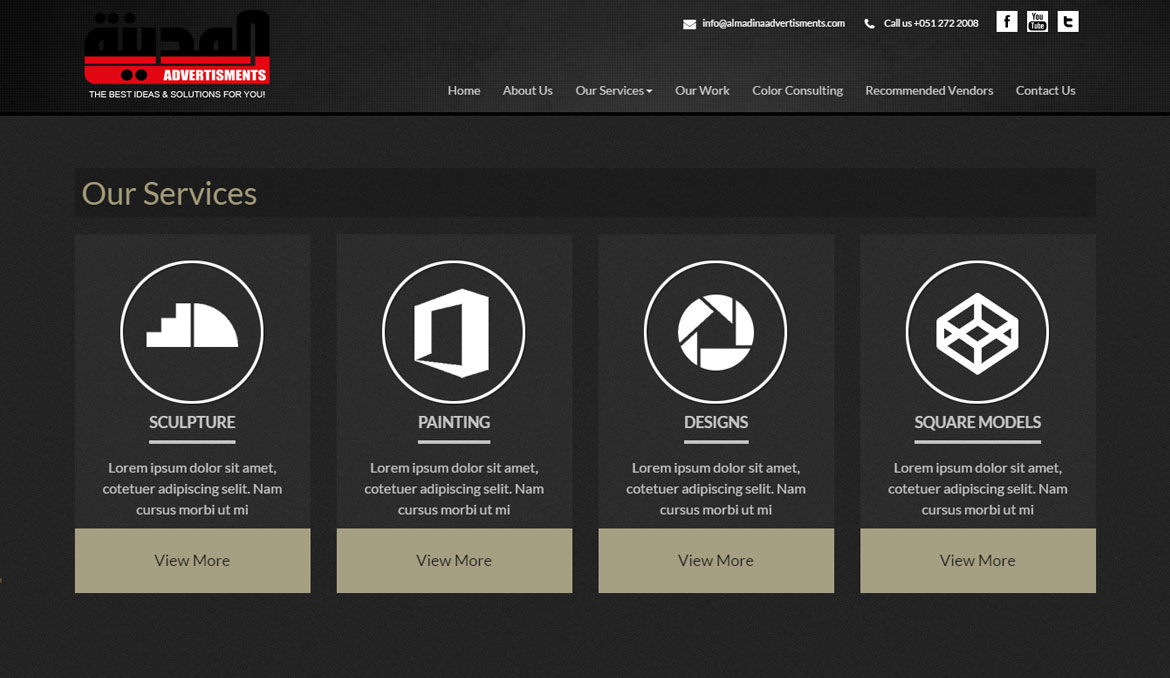 المدينة
ADVERTISMENTS
THE BEST IDEAS & SOLUTIONS FOR YOU!
info@almadinaadvertisments.com
Call us +051 272 2008
f
You
Tube
t
Home
About Us
Our Services
Our Work
Color Consulting
Recommended Vendors
Contact Us
Our Services
SCULPTURE
Lorem ipsum dolor sit amet,
cotetuer adipiscing selit. Nam
cursus morbi ut mi
View More
PAINTING
Lorem ipsum dolor sit amet,
cotetuer adipiscing selit. Nam
cursus morbi ut mi
View More
DESIGNS
Lorem ipsum dolor sit amet,
cotetuer adipiscing selit. Nam
cursus morbi ut mi
View More
SQUARE MODELS
Lorem ipsum dolor sit amet,
cotetuer adipiscing selit. Nam
cursus morbi ut mi
View More